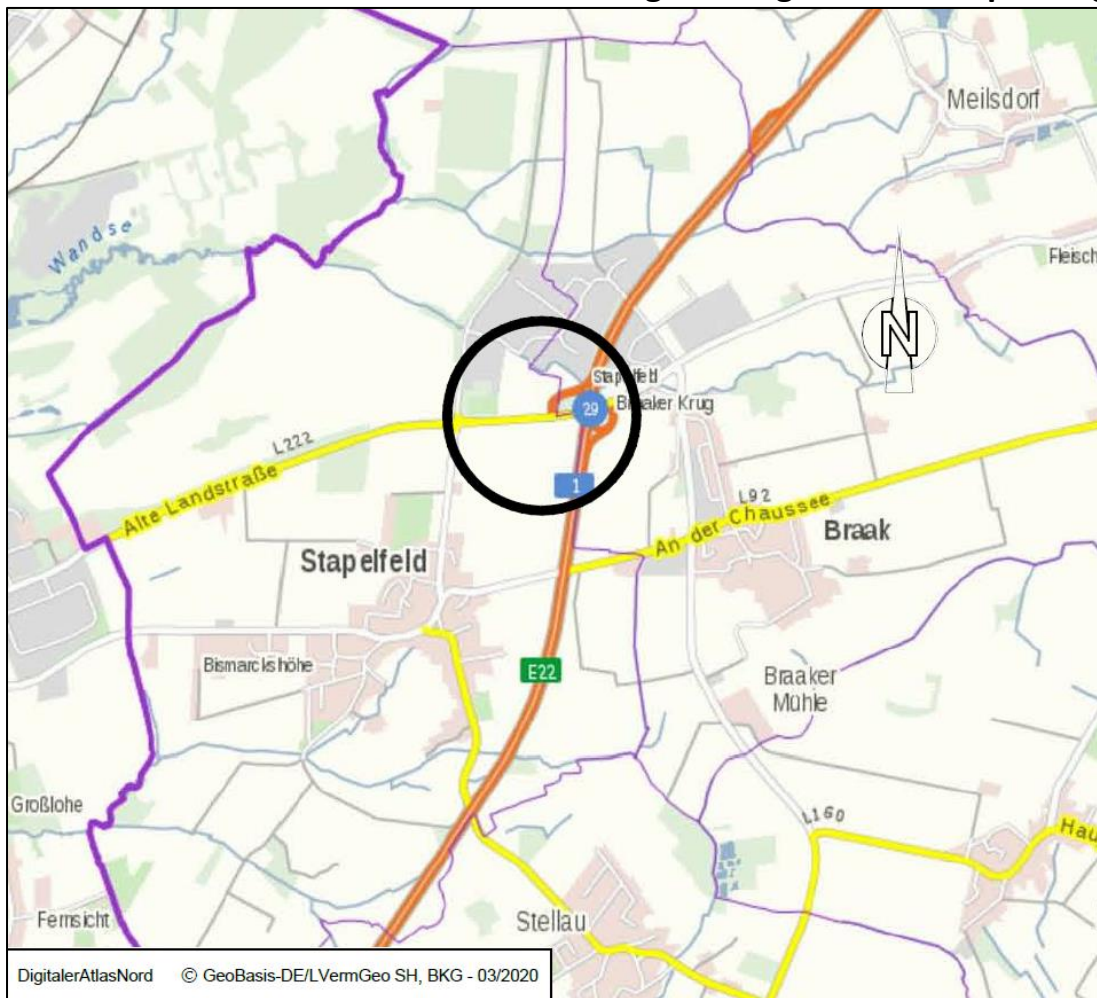 Meilsdorf
Wandse
Fleisch
N
Stapelfeld
29
Braaker Krug
L222
Alte Landstraße
1
L92
An der Chaussee
Braak
Stapelfeld
E22
Bismarckshöhe
Braaker
Mühle
Großlohe
L160
Hau
Fernsicht
Stellau
DigitalerAtlasNord © GeoBasis-DE/LVermGeo SH, BKG - 03/2020